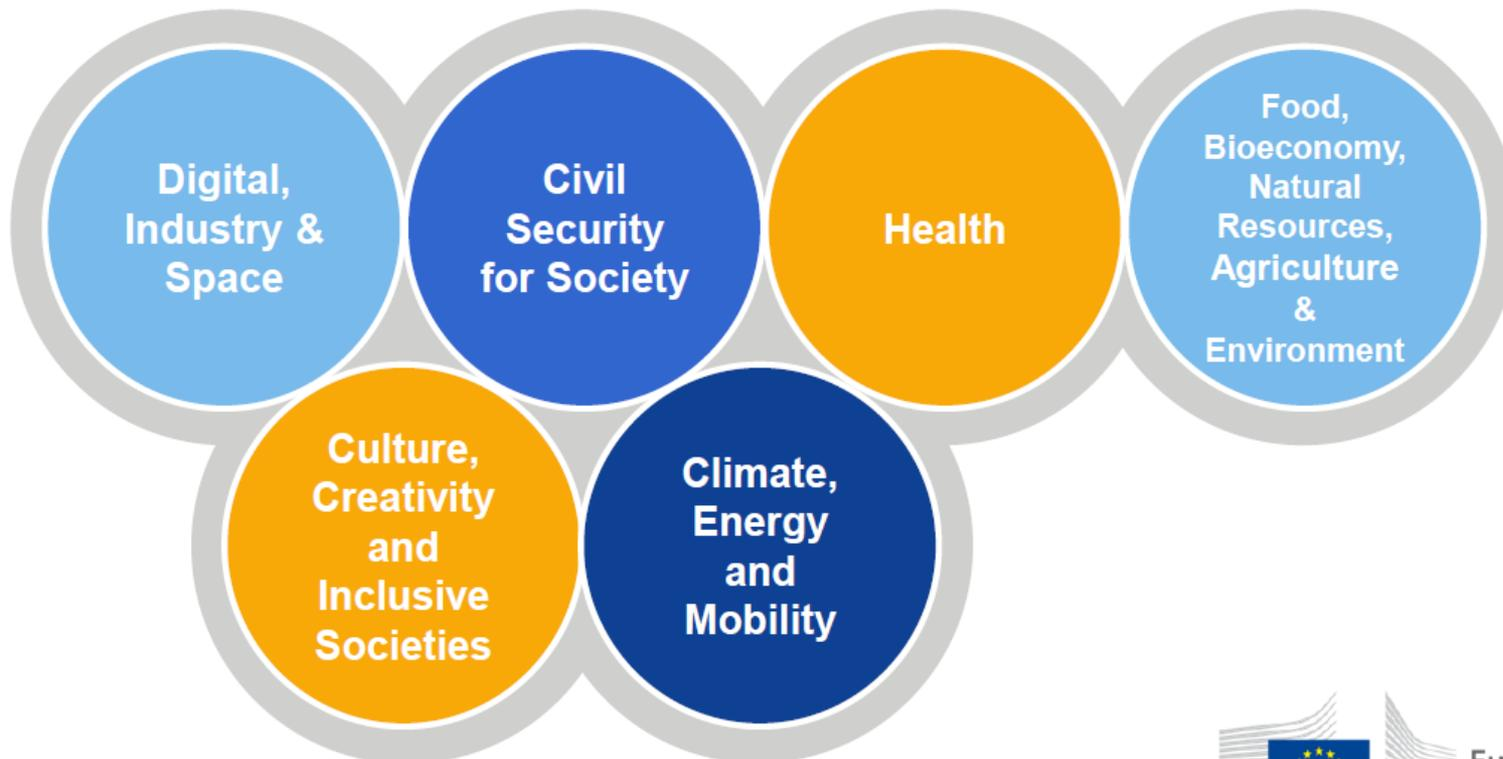 Digital,
Industry &
Space
Civil
Security
for Society
Health
Food,
Bioeconomy,
Natural
Resources,
Agriculture
&
Environment
Culture,
Creativity
and
Inclusive
Societies
Climate,
Energy
and
Mobility